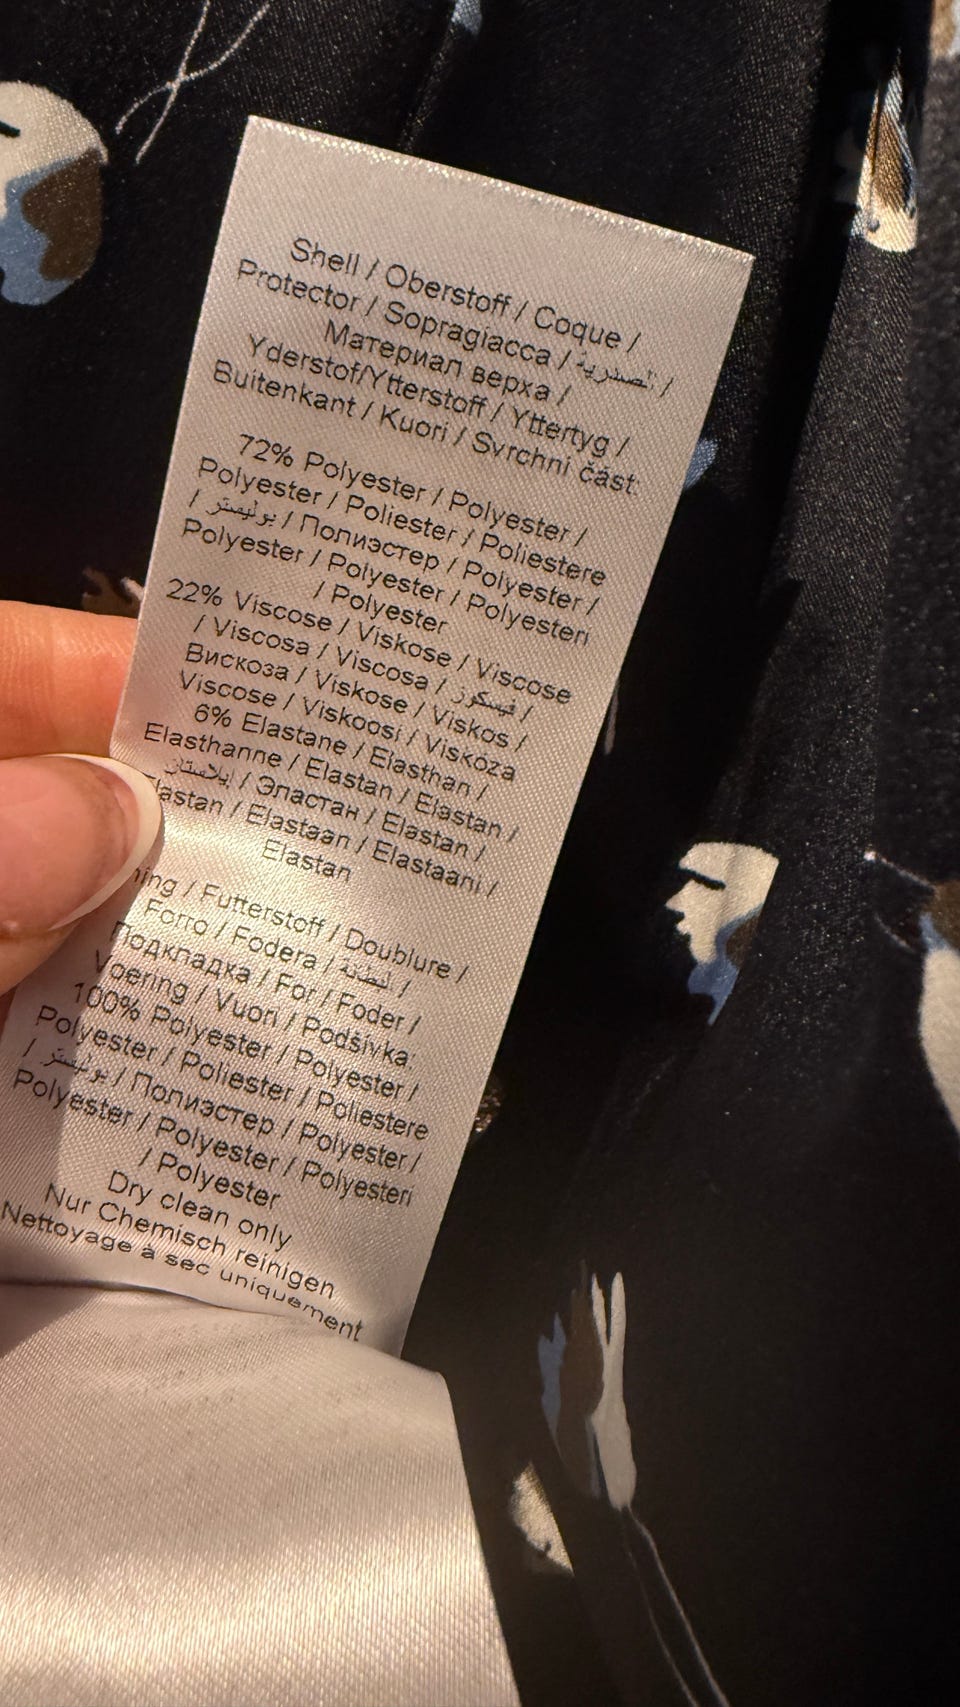 Shell / Oberstoff / Coque /
Protector / Sopragiacca / الصدرية /
Материал верха /
Yderstof/Ytterstoff / Yttertyg /
Buitenkant / Kuori / Svrchni část:
72% Polyester / Polyester /
Polyester / Poliester / Poliestere
/ بوليستر / Полиэстер / Polyester /
Polyester / Polyester / Polyesteri
/ Polyester
22% Viscose / Viskose / Viscose
/ Viscosa / Viscosa / فيسكوز /
Вискоза / Viskose / Viskos /
Viscose / Viskoosi / Viskóza
6% Elastane / Elasthan /
Elasthanne / Elastan / Elastan /
إيلاستان / Эластан / Elastan /
lastan / Elastaan / Elastaani /
Elastan
ning / Futterstoff / Doublure /
Forro / Fodera / /
Подкладка / For / Foder /
Voering / Vuori / Podšívka:
100% Polyester / Polyester /
Polyester / Poliester / Poliestere
/ بوليستر / Полиэстер / Polyester /
Polyester / Polyester / Polyesteri
/ Polyester
Dry clean only
Nur Chemisch reinigen
Nettoyage à sec uniquement